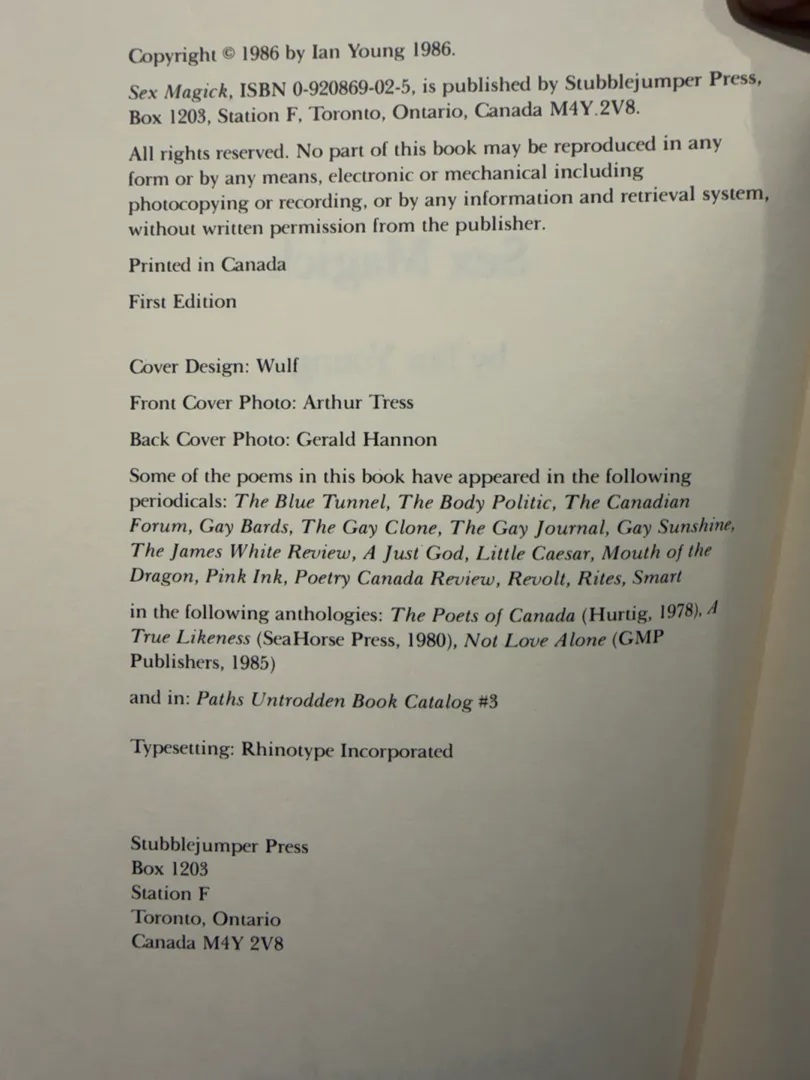 Copyright © 1986 by Ian Young 1986.
Sex Magick, ISBN 0-920869-02-5, is published by Stubblejumper Press,
Box 1203, Station F, Toronto, Ontario, Canada M4Y 2V8.
All rights reserved. No part of this book may be reproduced in any
form or by any means, electronic or mechanical including
photocopying or recording, or by any information and retrieval system,
without written permission from the publisher.
Printed in Canada
First Edition
Cover Design: Wulf
Front Cover Photo: Arthur Tress
Back Cover Photo: Gerald Hannon
Some of the poems in this book have appeared in the following
periodicals: The Blue Tunnel, The Body Politic, The Canadian
Forum, Gay Bards, The Gay Clone, The Gay Journal, Gay Sunshine,
The James White Review, A Just God, Little Caesar, Mouth of the
Dragon, Pink Ink, Poetry Canada Review, Revolt, Rites, Smart
in the following anthologies: The Poets of Canada (Hurtig, 1978), A
True Likeness (SeaHorse Press, 1980), Not Love Alone (GMP
Publishers, 1985)
and in: Paths Untrodden Book Catalog #3
Typesetting: Rhinotype Incorporated
Stubblejumper Press
Box 1203
Station F
Toronto, Ontario
Canada M4Y 2V8